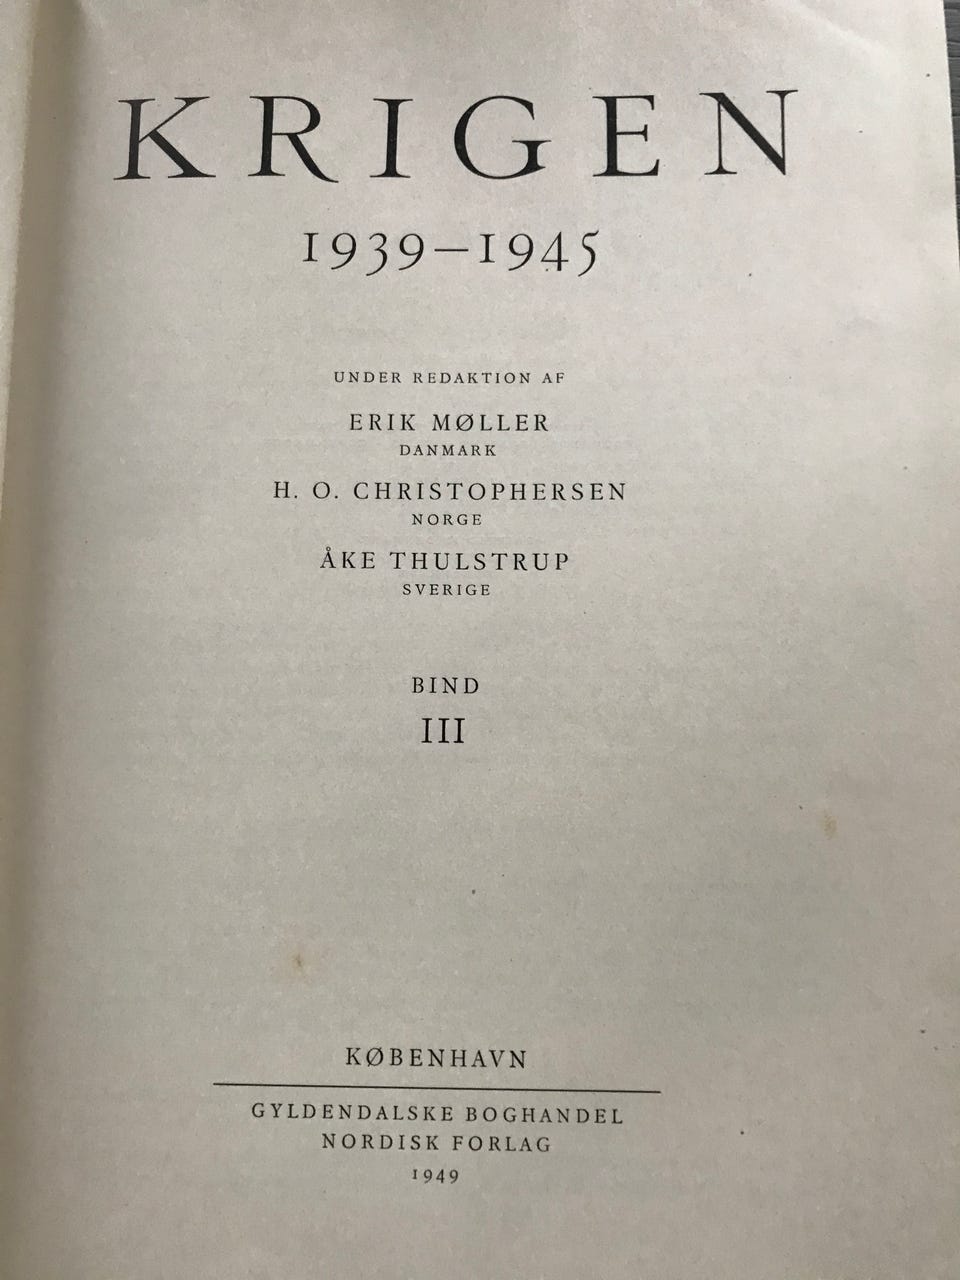 KRIGEN
1939–1945
UNDER REDAKTION AF
ERIK MØLLER
DANMARK
H. O. CHRISTOPHERSEN
NORGE
ÅKE THULSTRUP
SVERIGE
BIND
III
KØBENHAVN
GYLDENDALSKE BOGHANDEL
NORDISK FORLAG
1949